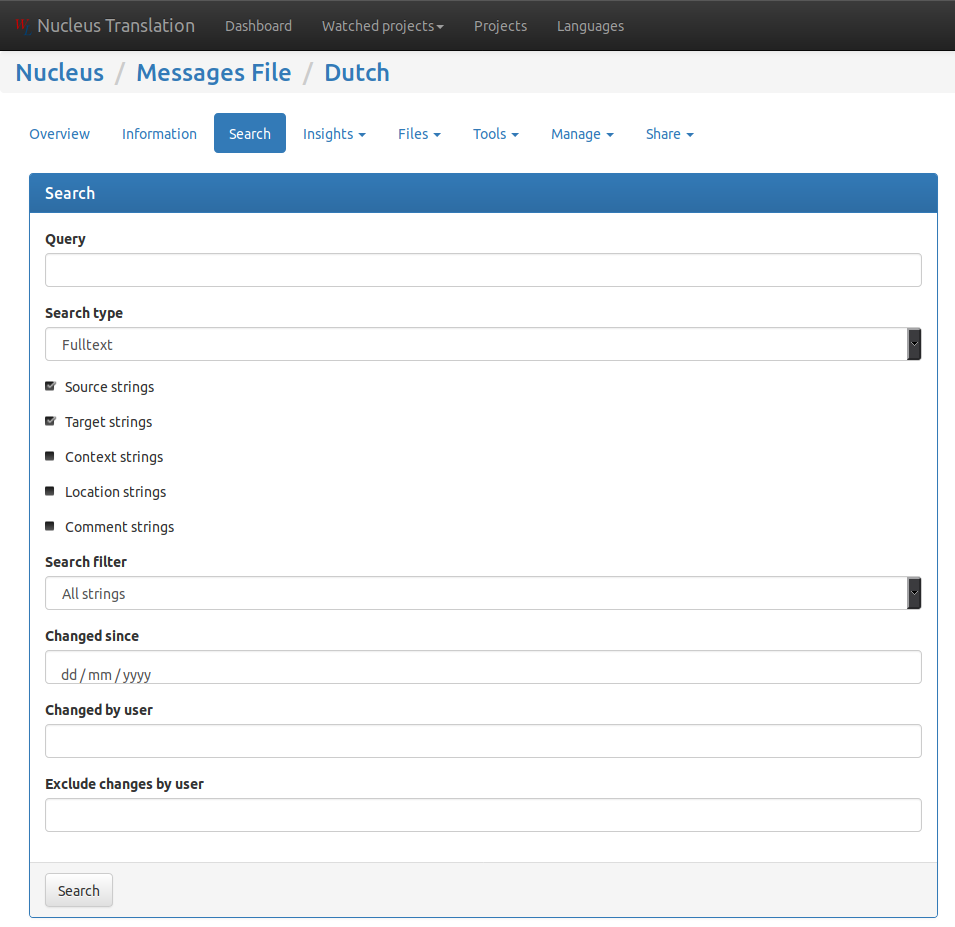 Nucleus Translation Dashboard Watched projects Projects Languages
Nucleus / Messages File / Dutch
Overview Information Search Insights Files Tools Manage Share
Search
Query
Search type
Fulltext
Source strings
Target strings
Context strings
Location strings
Comment strings
Search filter
All strings
Changed since
dd / mm / yyyy
Changed by user
Exclude changes by user
Search